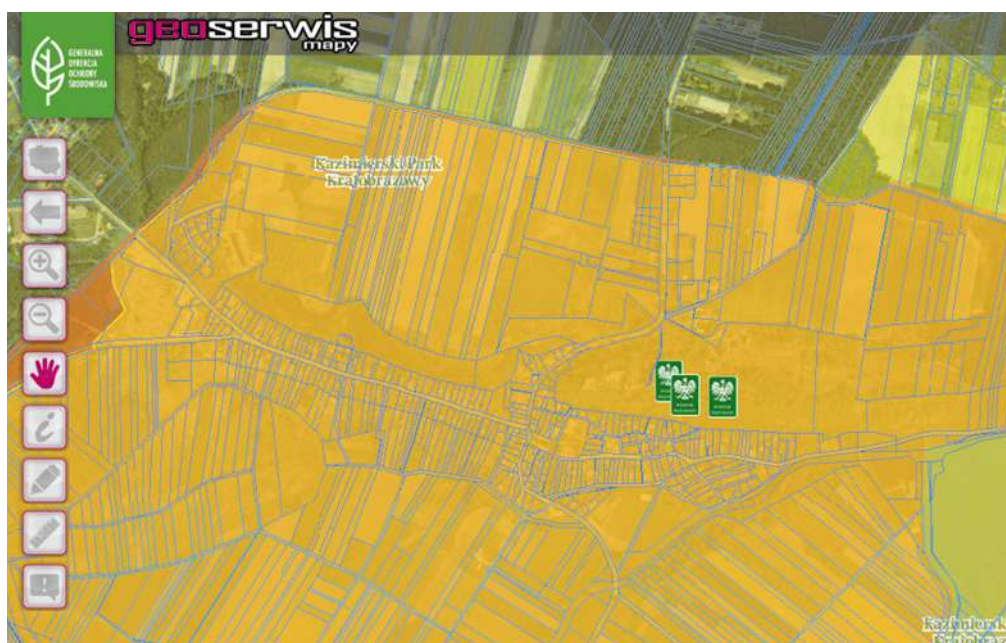 geoserwis
mapy
GENERALNA
DYREKCJA
OCHRONY
ŚRODOWISKA
Kazimierski Park
Krajobrazowy